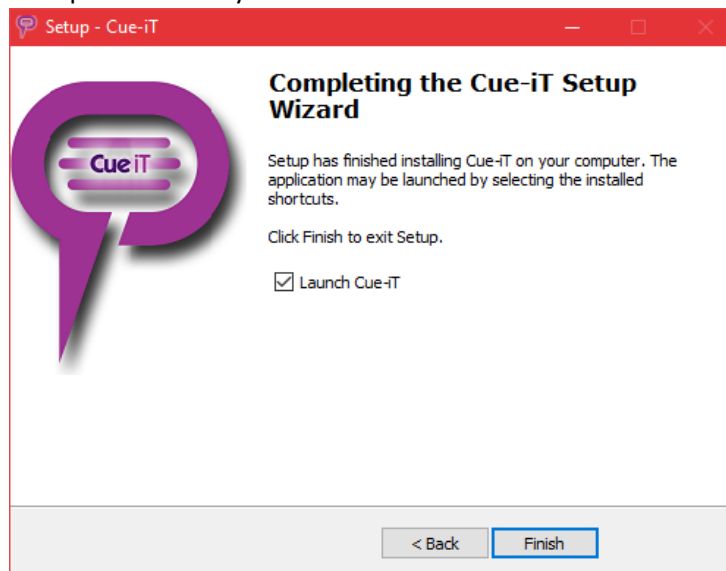 Setup - Cue-iT
Completing the Cue-iT Setup
Wizard
Cue iT
Setup has finished installing Cue-iT on your computer. The
application may be launched by selecting the installed
shortcuts.
Click Finish to exit Setup.
Launch Cue-iT
< Back
Finish